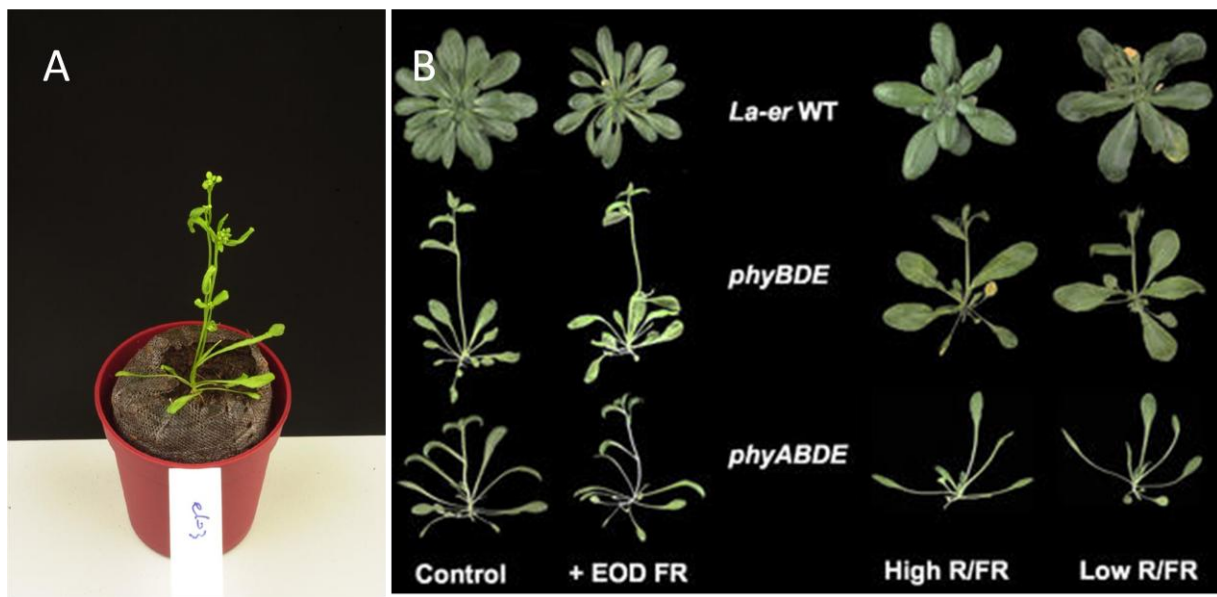 A
B
La-er WT
phyBDE
phyABDE
Control
+ EOD FR
High R/FR
Low R/FR